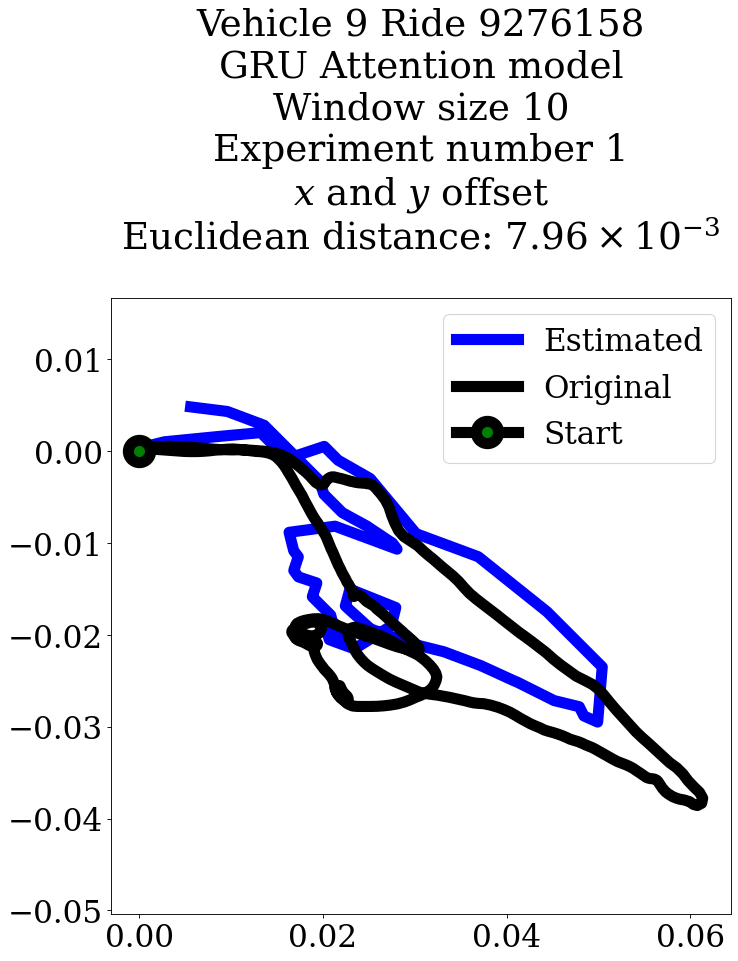 Vehicle 9 Ride 9276158
GRU Attention model
Window size 10
Experiment number 1
x and y offset
Euclidean distance: 7.96 × 10⁻³
Estimated
Original
Start
0.01
0.00
−0.01
−0.02
−0.03
−0.04
−0.05
0.00 0.02 0.04 0.06